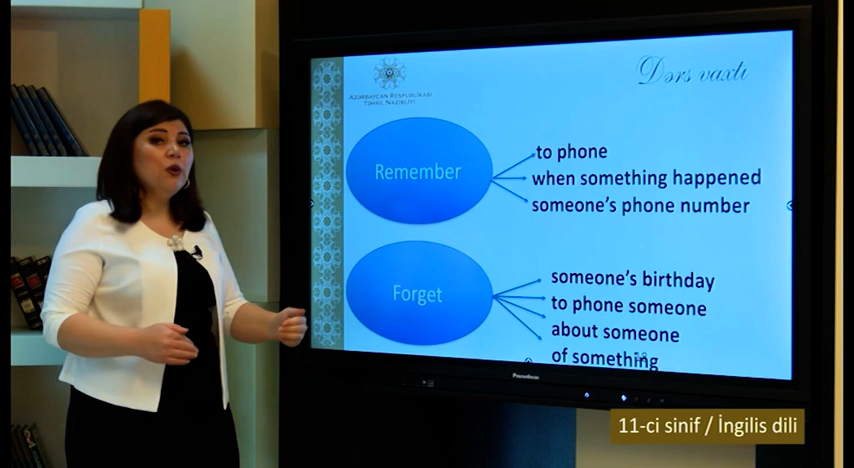 Dərs vaxtı
AZƏRBAYCAN RESPUBLİKASI
TƏHSİL NAZİRLİYİ
Remember
to phone
when something happened
someone's phone number
Forget
someone's birthday
to phone someone
about someone
of something
Promethean
11-ci sinif / İngilis dili